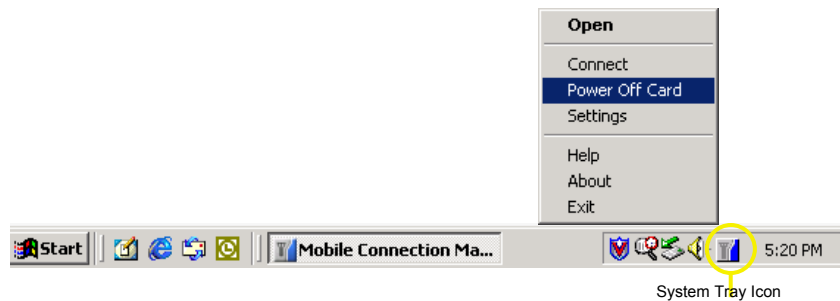 Open
Connect
Power Off Card
Settings
Help
About
Exit
Start
Mobile Connection Ma...
5:20 PM
System Tray Icon